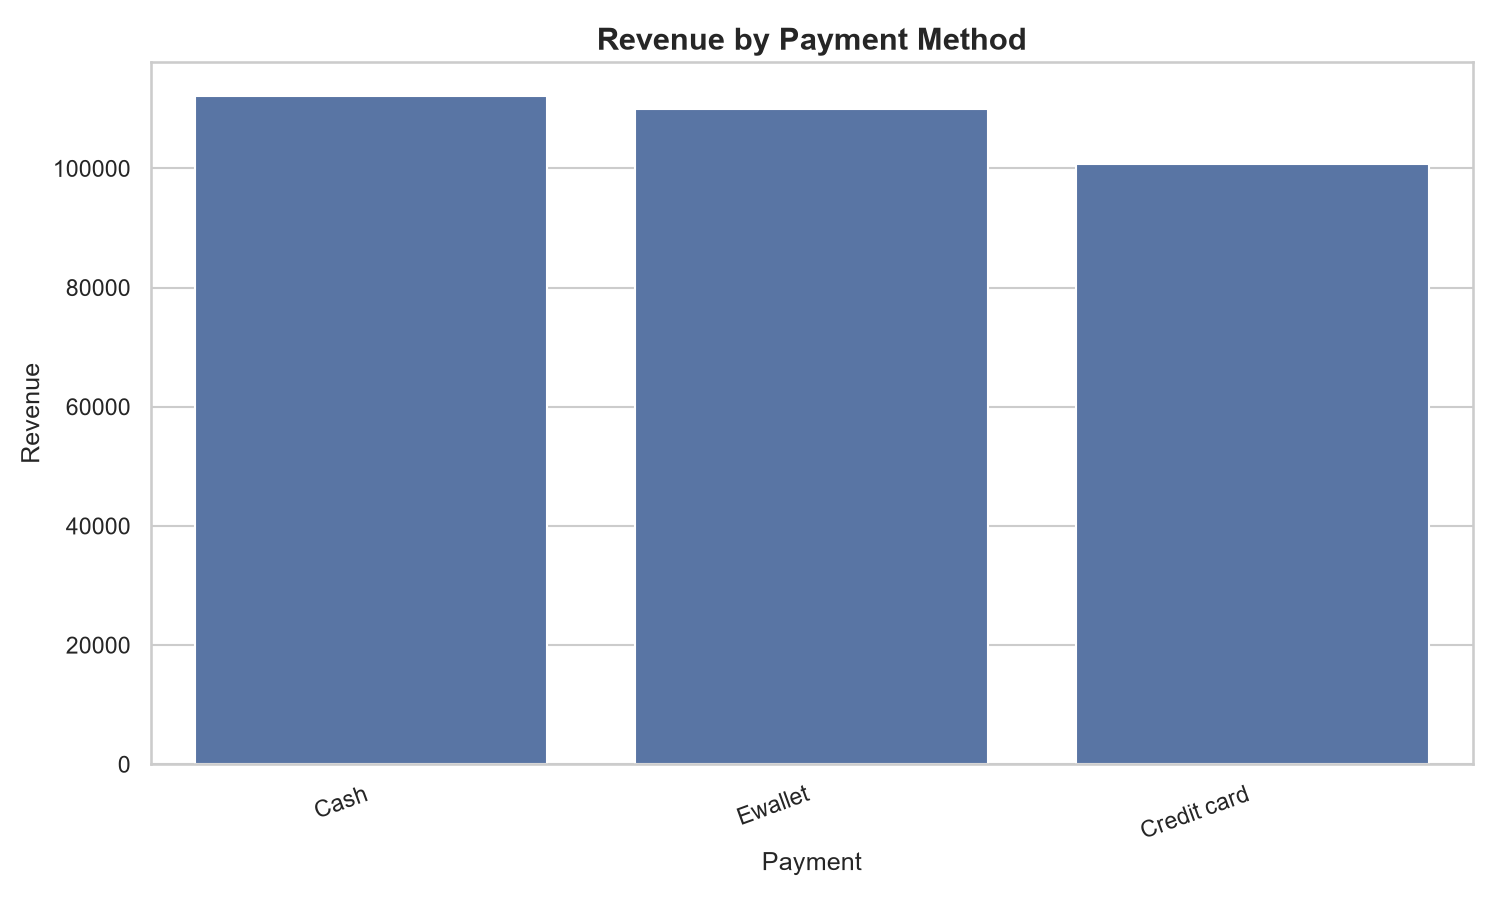 Revenue by Payment Method
Revenue
100000
80000
60000
40000
20000
0
Cash
Ewallet
Credit card
Payment